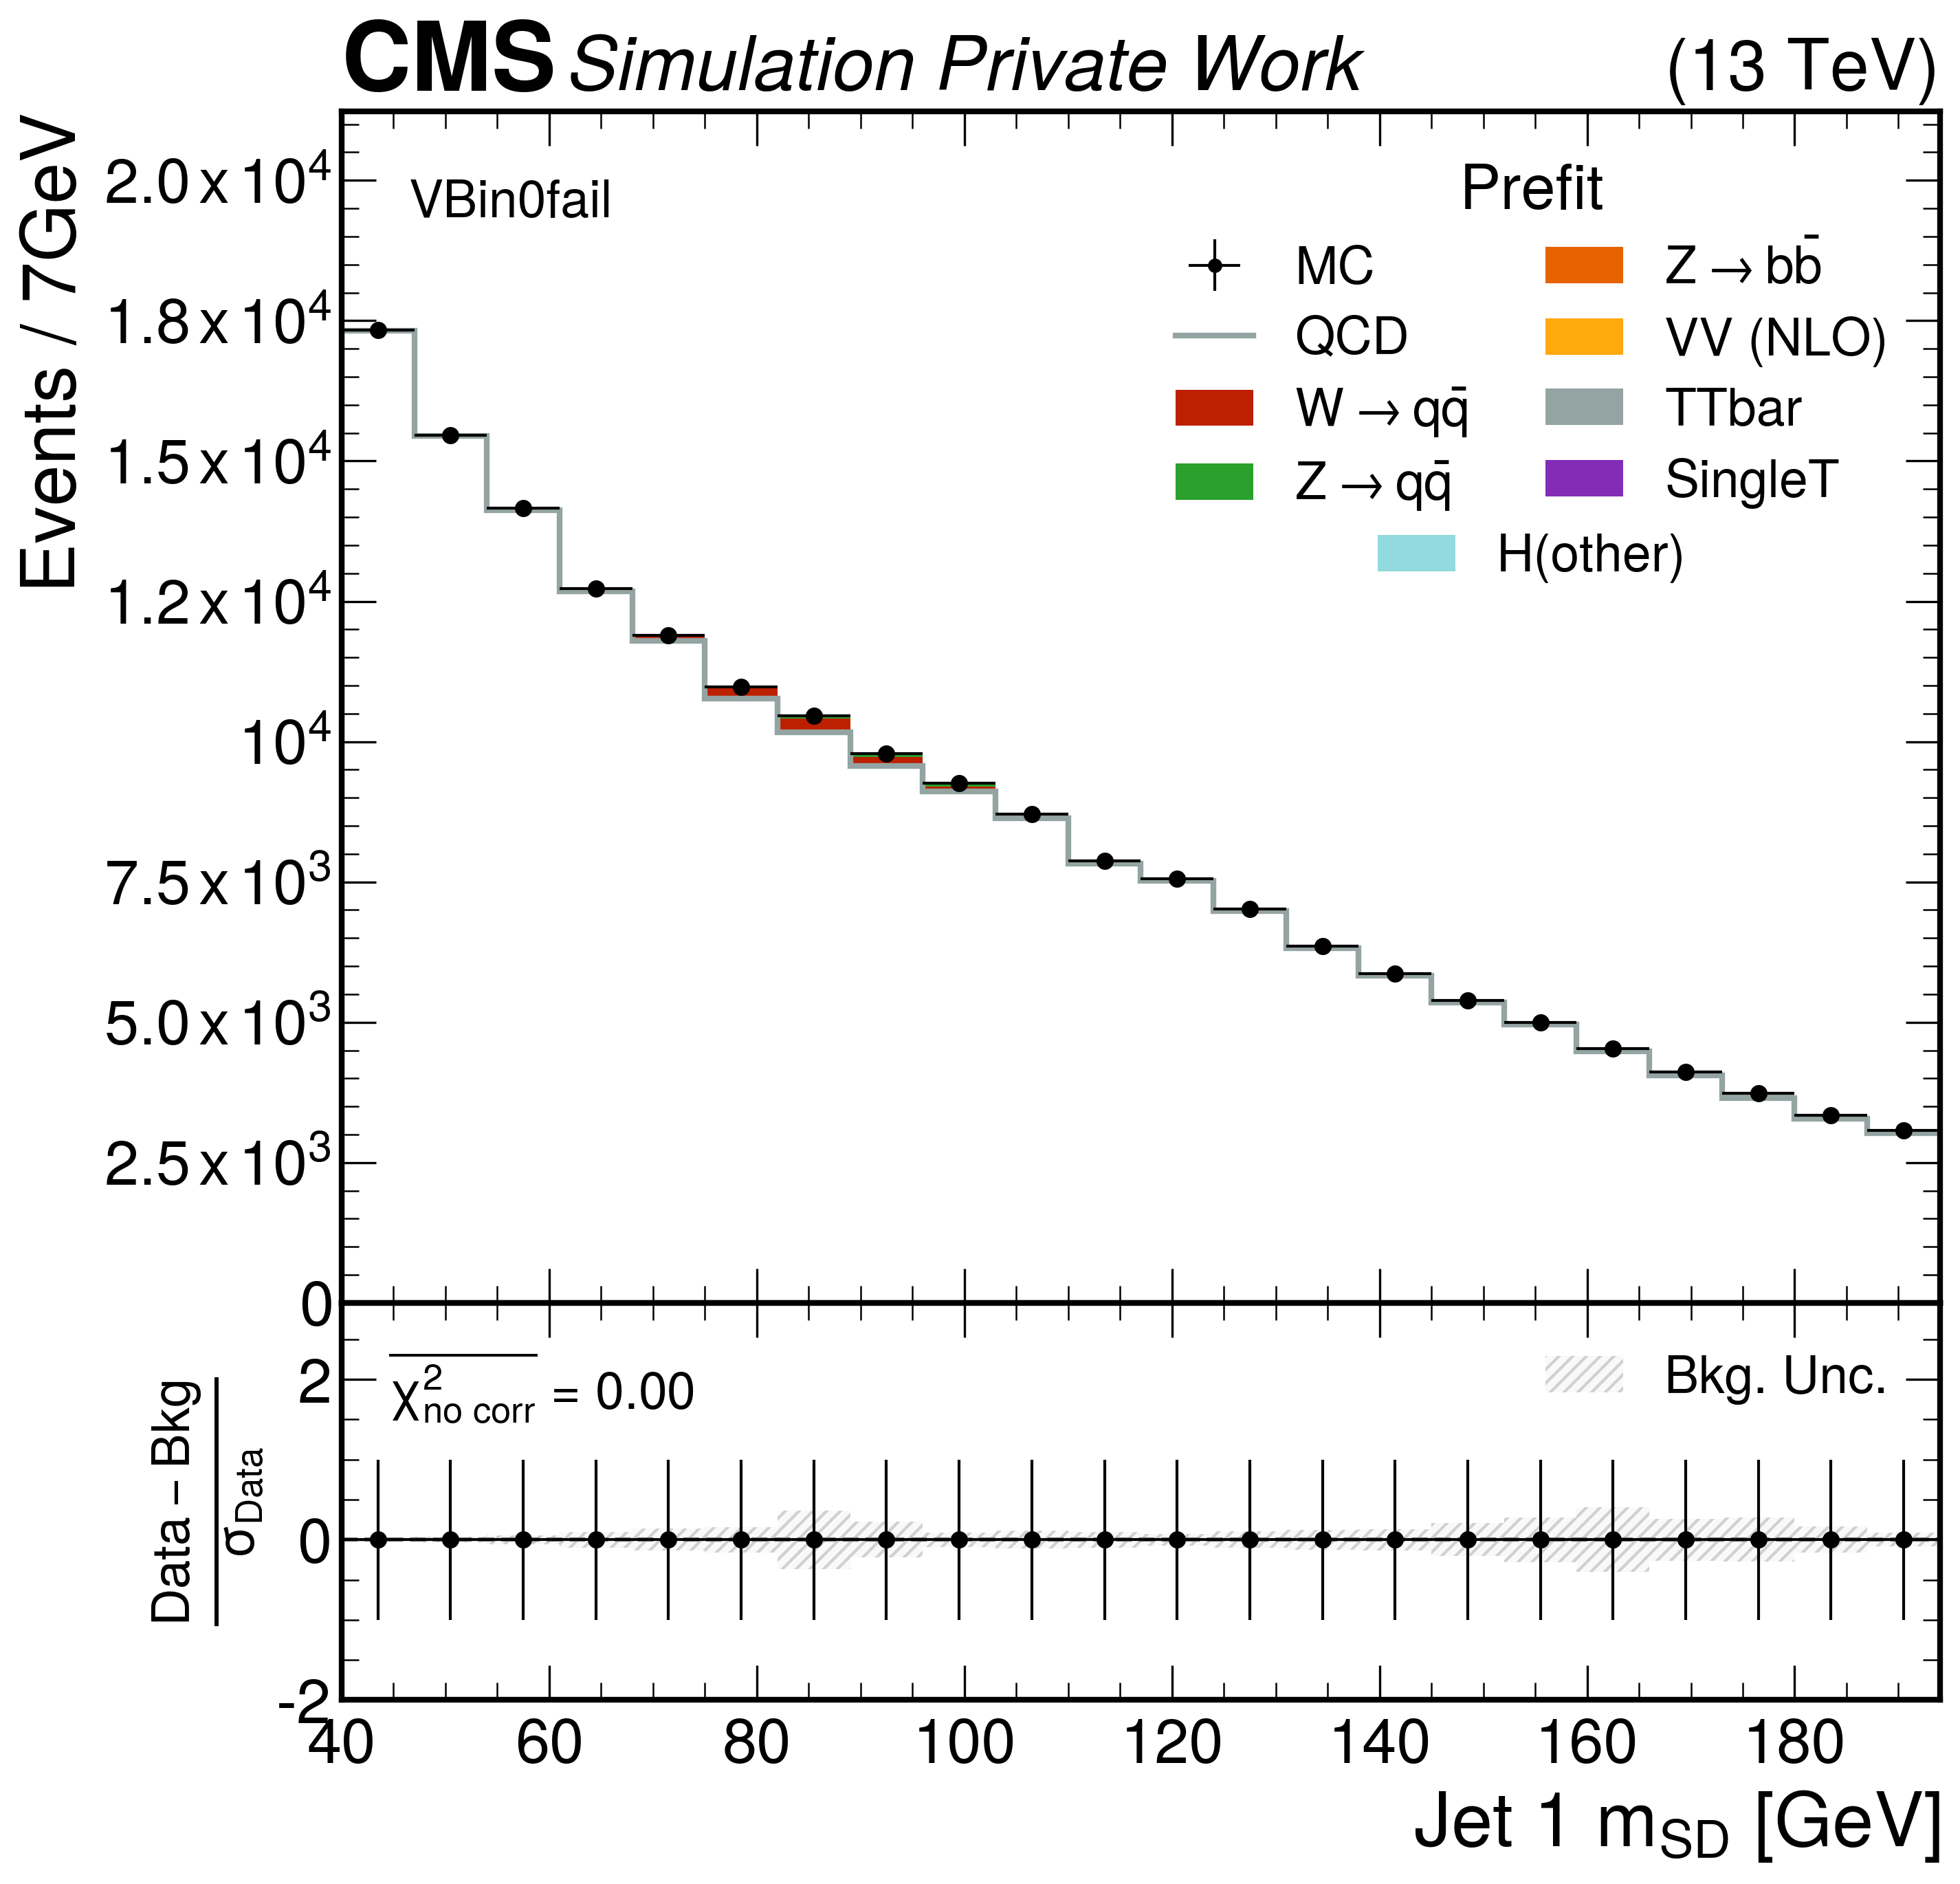 CMS Simulation Private Work (13 TeV)
Events / 7GeV
2.0 x 10⁴
1.8 x 10⁴
1.5 x 10⁴
1.2 x 10⁴
10⁴
7.5 x 10³
5.0 x 10³
2.5 x 10³
0
VBin0fail
Prefit
MC
QCD
W → qq̄
Z → qq̄
Z → bb̄
VV (NLO)
TTbar
SingleT
H(other)
Data − Bkg
σ_Data
2
0
-2
χ²_no corr = 0.00
Bkg. Unc.
40 60 80 100 120 140 160 180
Jet 1 m_SD [GeV]